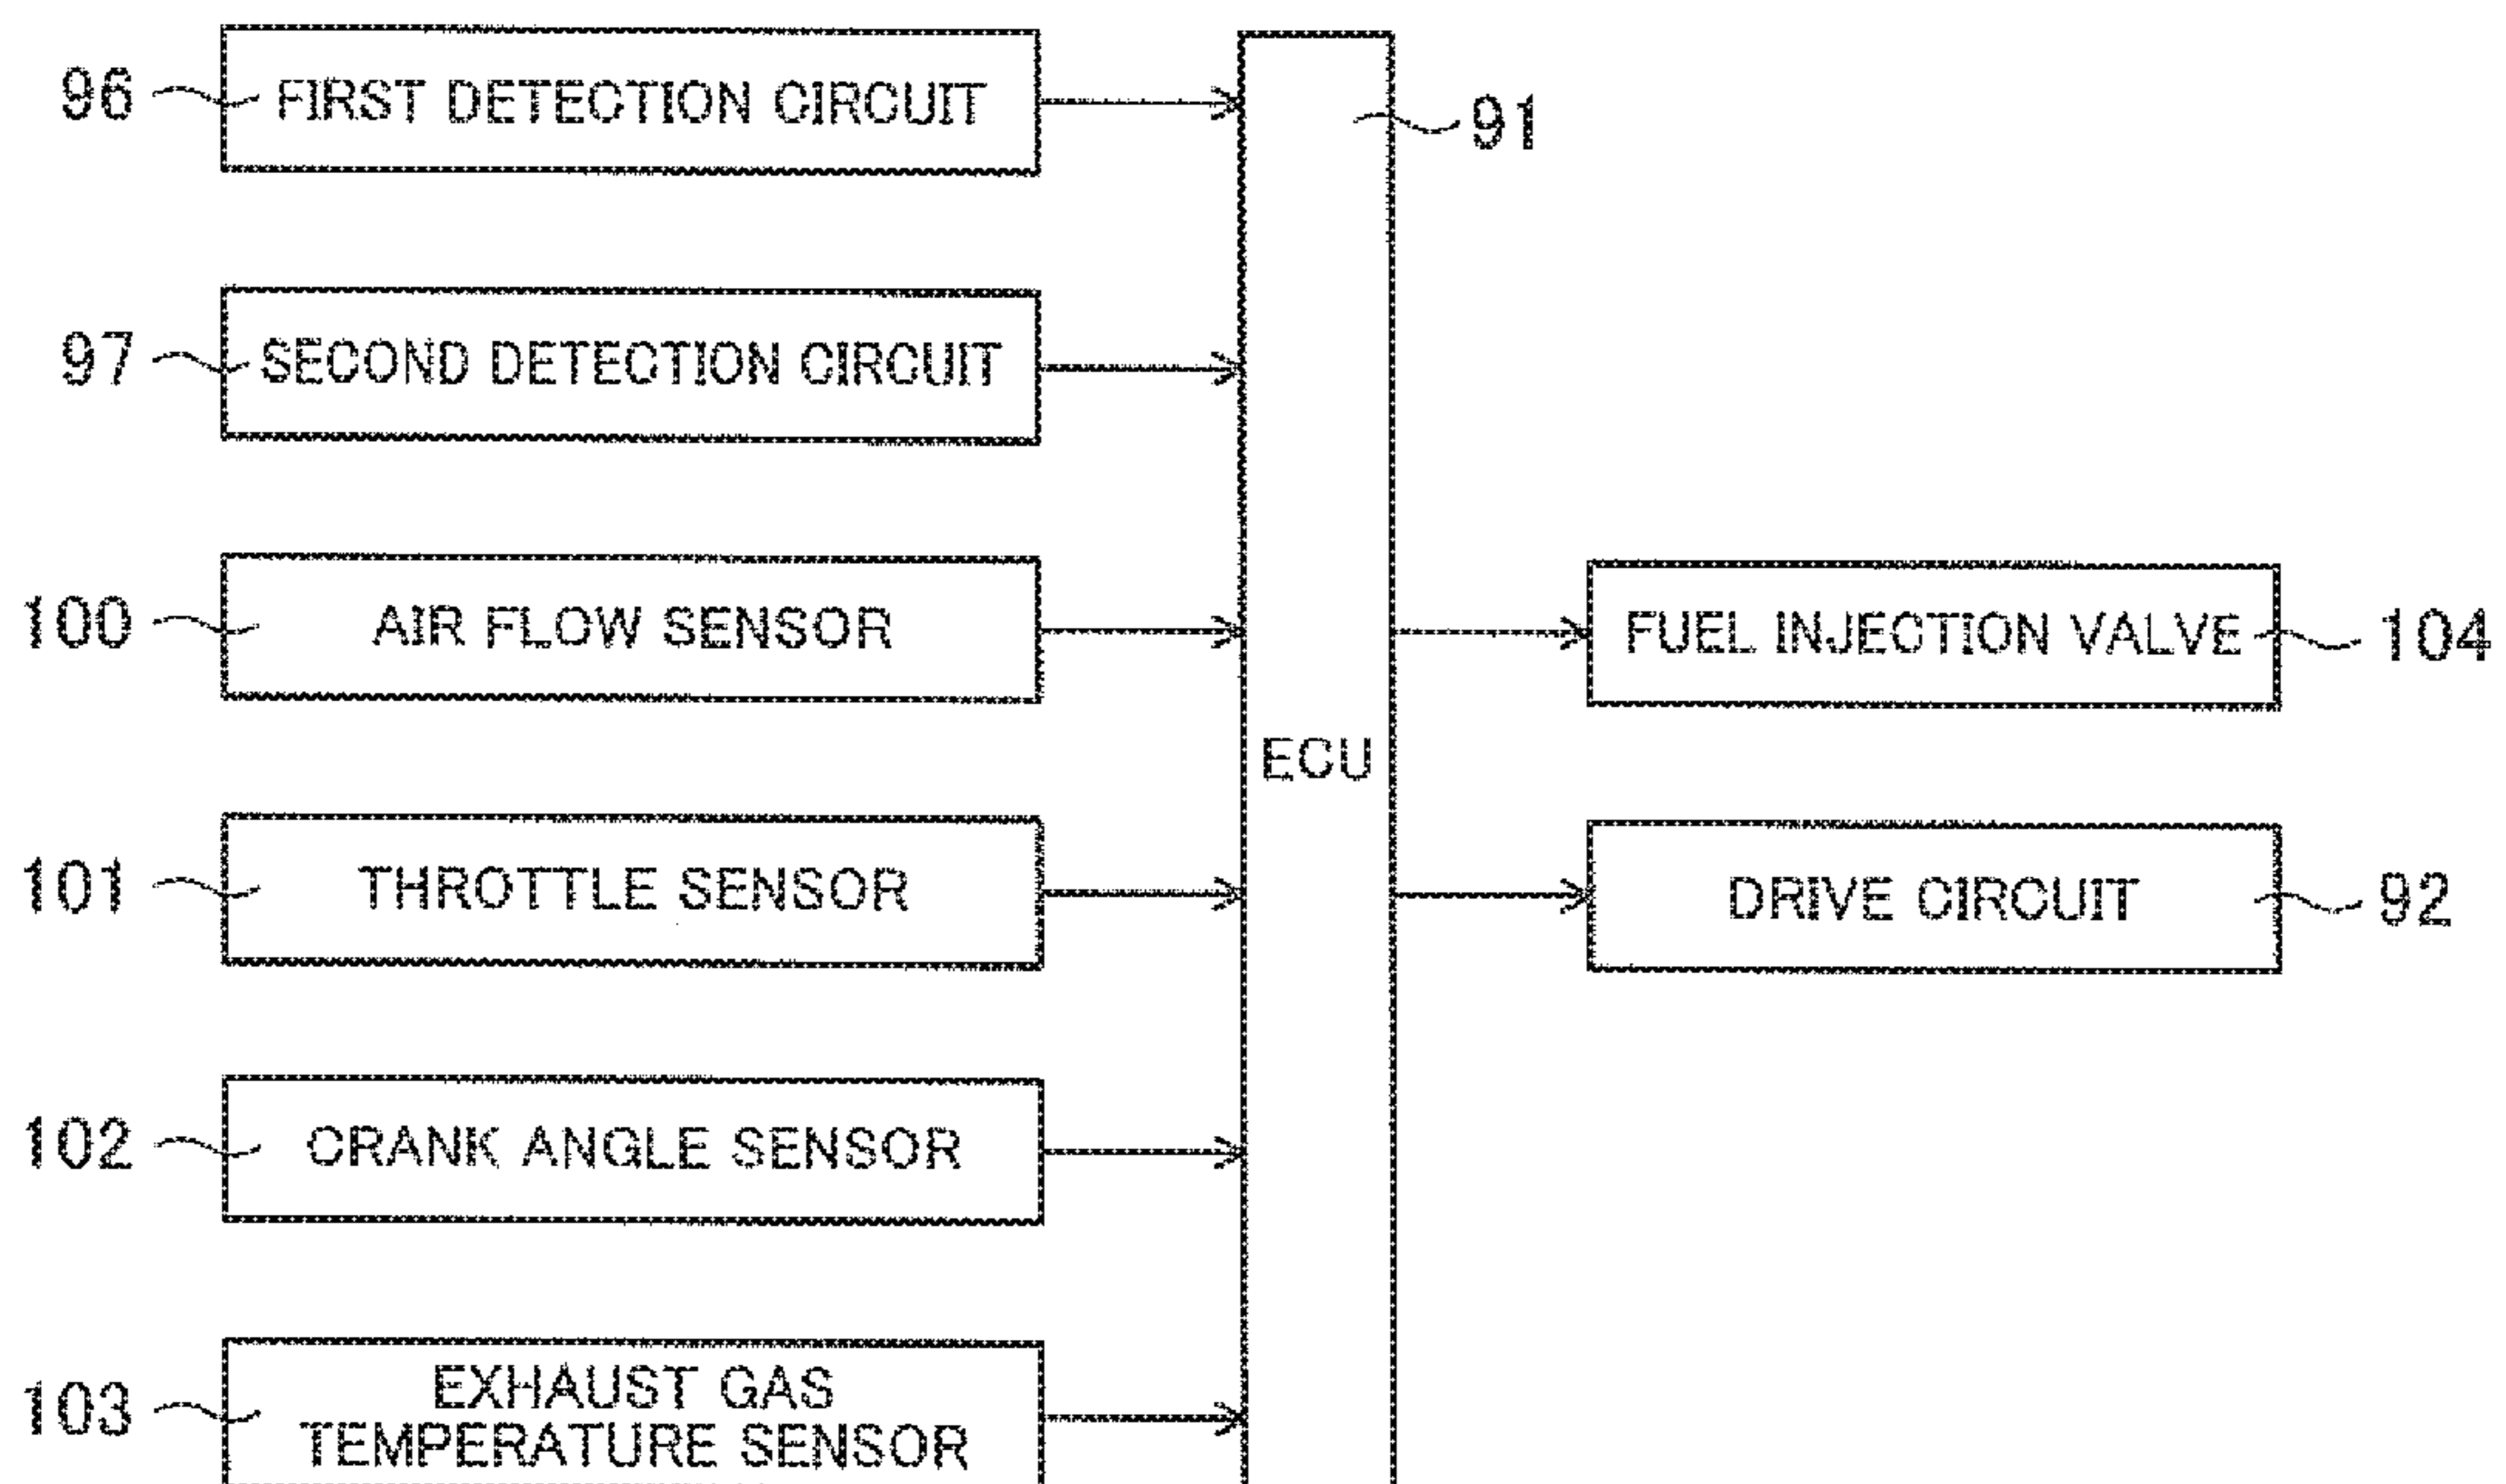 96 FIRST DETECTION CIRCUIT
91
97 SECOND DETECTION CIRCUIT
100 AIR FLOW SENSOR
FUEL INJECTION VALVE 104
ECU
101 THROTTLE SENSOR
DRIVE CIRCUIT 92
102 CRANK ANGLE SENSOR
103 EXHAUST GAS
TEMPERATURE SENSOR